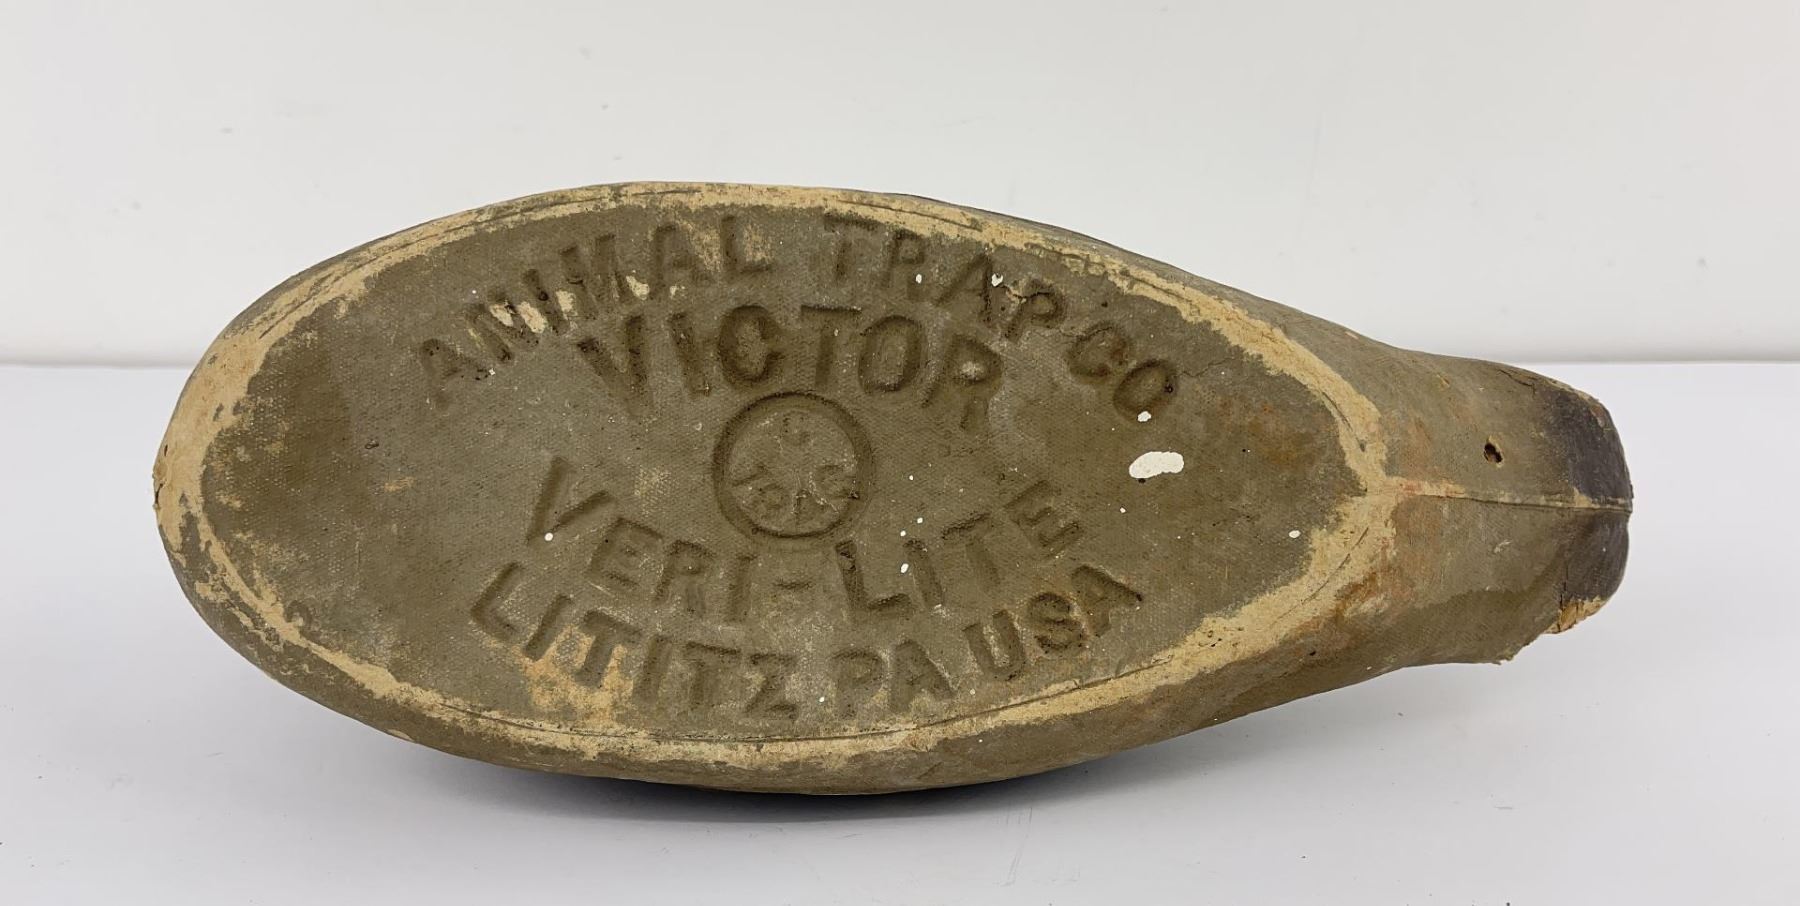 ANIMAL TRAP CO
VICTOR
VERI-LITE
LITITZ PA USA